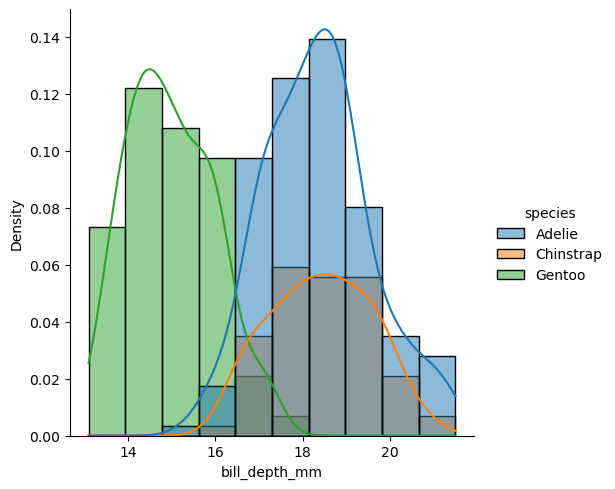 0.14
0.12
0.10
0.08
0.06
0.04
0.02
0.00
Density
14
16
18
20
bill_depth_mm
species
Adelie
Chinstrap
Gentoo